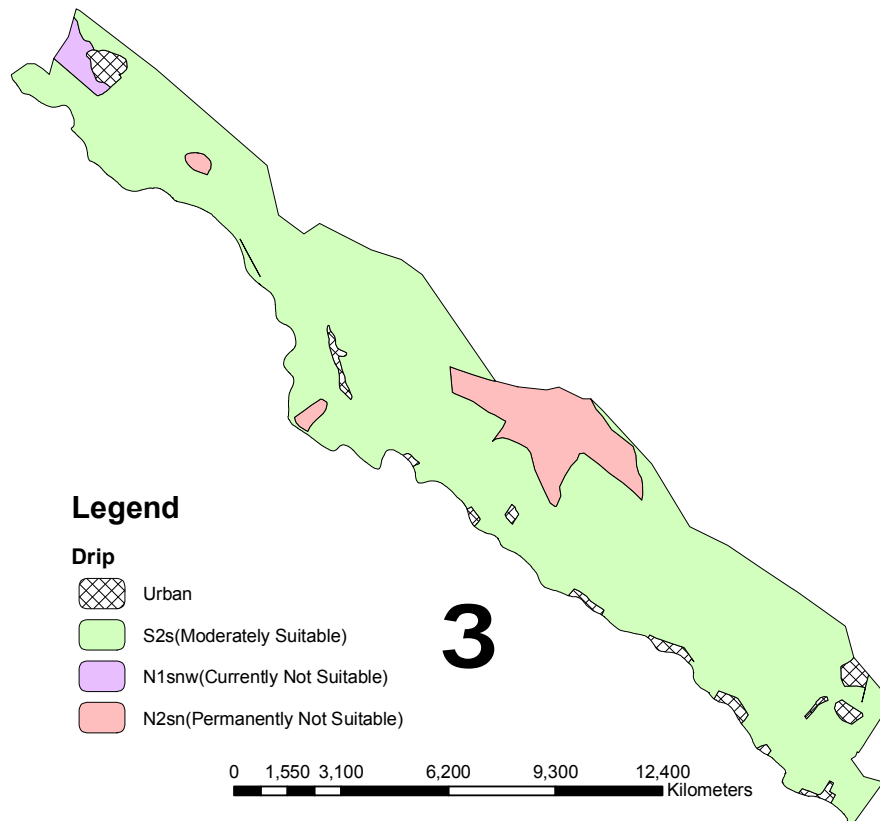 Legend
Drip
Urban
S2s(Moderately Suitable)
N1snw(Currently Not Suitable)
N2sn(Permanently Not Suitable)
3
0 1,550 3,100 6,200 9,300 12,400
Kilometers